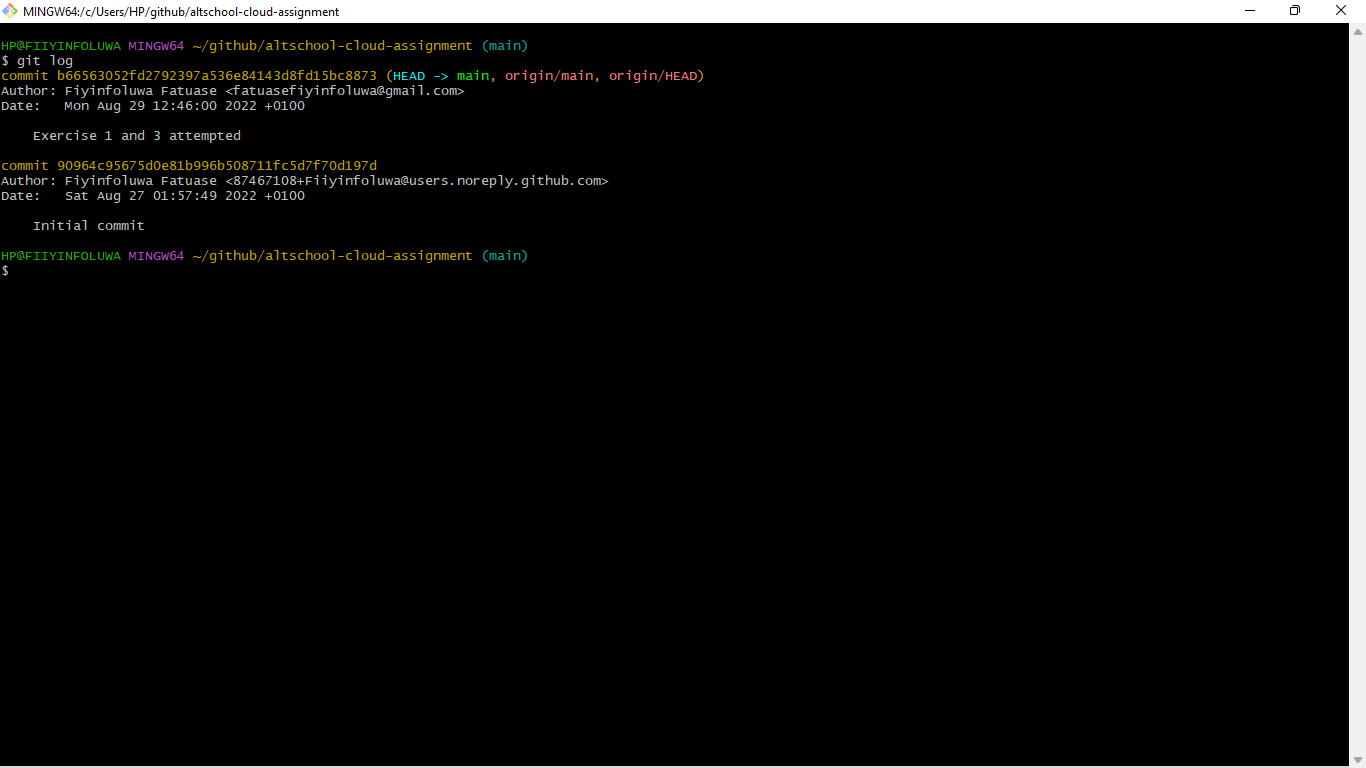 MINGW64:/c/Users/HP/github/altschool-cloud-assignment
HP@FIIYINFOLUWA MINGW64 ~/github/altschool-cloud-assignment (main)
$ git log
commit b66563052fd2792397a536e84143d8fd15bc8873 (HEAD -> main, origin/main, origin/HEAD)
Author: Fiyinfoluwa Fatuase <fatuasefiyinfoluwa@gmail.com>
Date:   Mon Aug 29 12:46:00 2022 +0100
    Exercise 1 and 3 attempted
commit 90964c95675d0e81b996b508711fc5d7f70d197d
Author: Fiyinfoluwa Fatuase <87467108+Fiiyinfoluwa@users.noreply.github.com>
Date:   Sat Aug 27 01:57:49 2022 +0100
    Initial commit
HP@FIIYINFOLUWA MINGW64 ~/github/altschool-cloud-assignment (main)
$